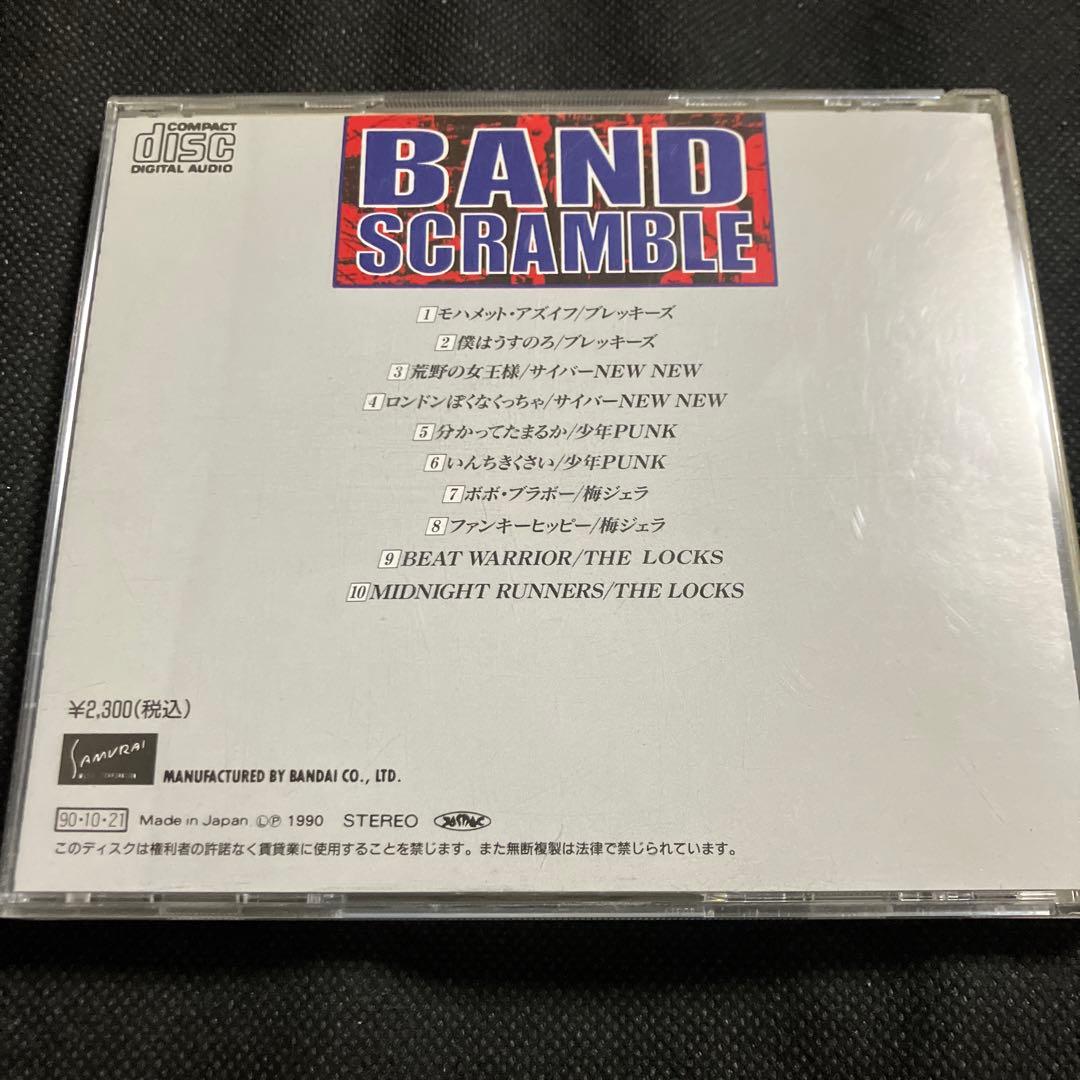 COMPACT
disc
DIGITAL AUDIO
BAND
SCRAMBLE
1 モハメット・アズイフ/ブレッキーズ
2 僕はうすのろ/ブレッキーズ
3 荒野の女王様/サイバーNEW NEW
4 ロンドンぽくなくっちゃ/サイバーNEW NEW
5 分かってたまるか/少年PUNK
6 いんちきくさい/少年PUNK
7 ボボ・ブラボー/梅ジェラ
8 ファンキーヒッピー/梅ジェラ
9 BEAT WARRIOR/THE LOCKS
10 MIDNIGHT RUNNERS/THE LOCKS
¥2,300(税込)
SAMURAI
MUSIC CORPORATION
MANUFACTURED BY BANDAI CO., LTD.
90・10・21 Made in Japan ©℗ 1990 STEREO JASRAC
このディスクは権利者の許諾なく賃貸業に使用することを禁じます。また無断複製は法律で禁じられています。